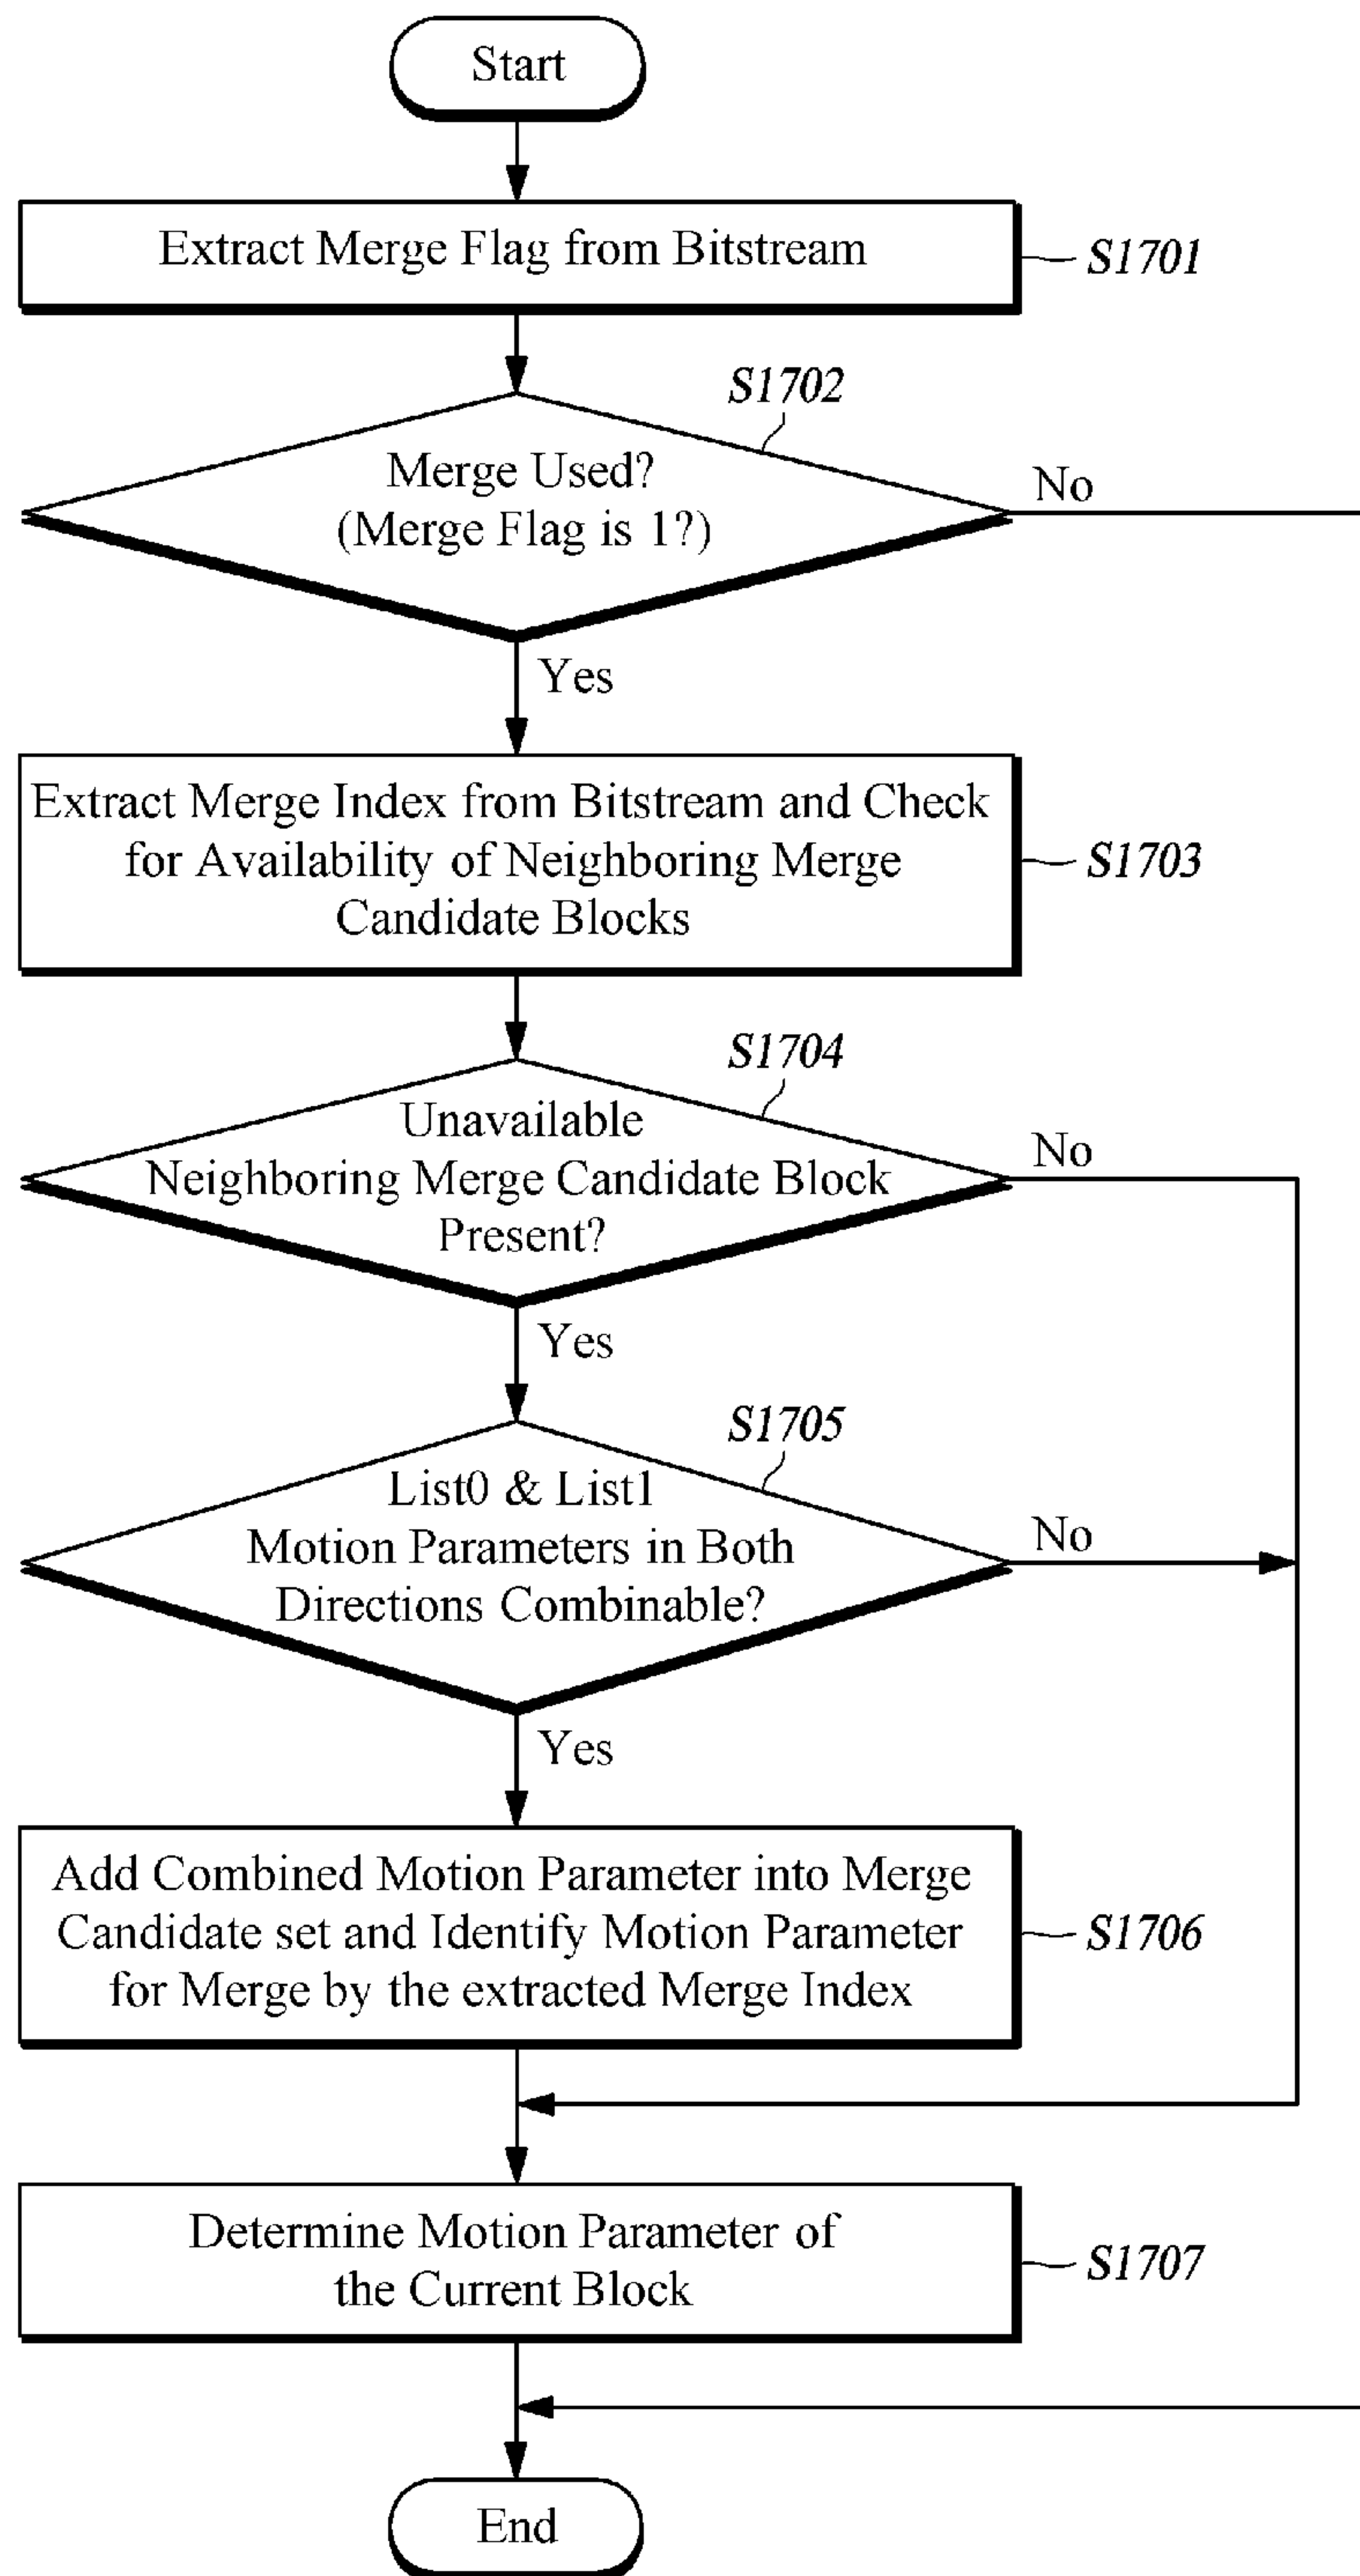 Start
Extract Merge Flag from Bitstream
S1701
S1702
Merge Used?
(Merge Flag is 1?)
No
Yes
Extract Merge Index from Bitstream and Check
for Availability of Neighboring Merge
Candidate Blocks
S1703
S1704
Unavailable
Neighboring Merge Candidate Block
Present?
No
Yes
S1705
List0 & List1
Motion Parameters in Both
Directions Combinable?
No
Yes
Add Combined Motion Parameter into Merge
Candidate set and Identify Motion Parameter
for Merge by the extracted Merge Index
S1706
Determine Motion Parameter of
the Current Block
S1707
End